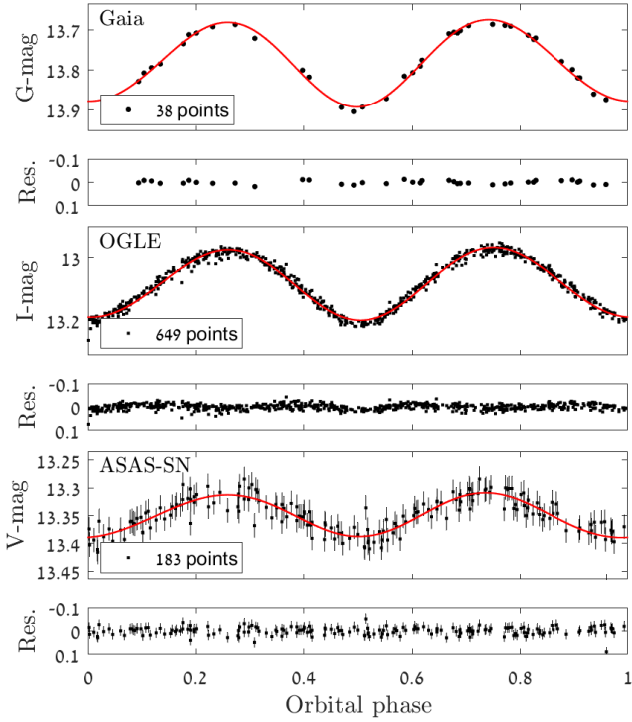 Gaia
G-mag
13.7
13.8
13.9
38 points
Res.
-0.1
0
0.1
OGLE
I-mag
13
13.2
649 points
Res.
-0.1
0
0.1
ASAS-SN
V-mag
13.25
13.3
13.35
13.4
13.45
183 points
Res.
-0.1
0
0.1
0 0.2 0.4 0.6 0.8 1
Orbital phase